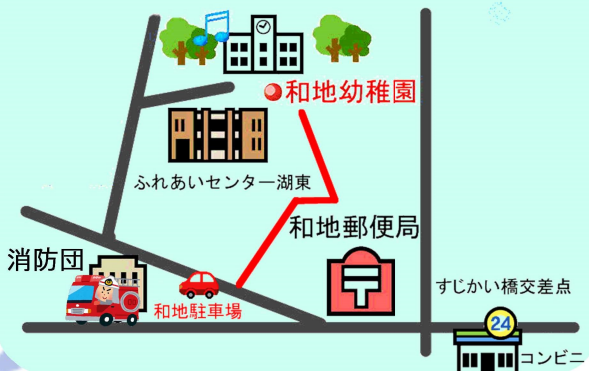 和地幼稚園
ふれあいセンター湖東
和地郵便局
消防団
すじかい橋交差点
和地駐車場
24
コンビニ